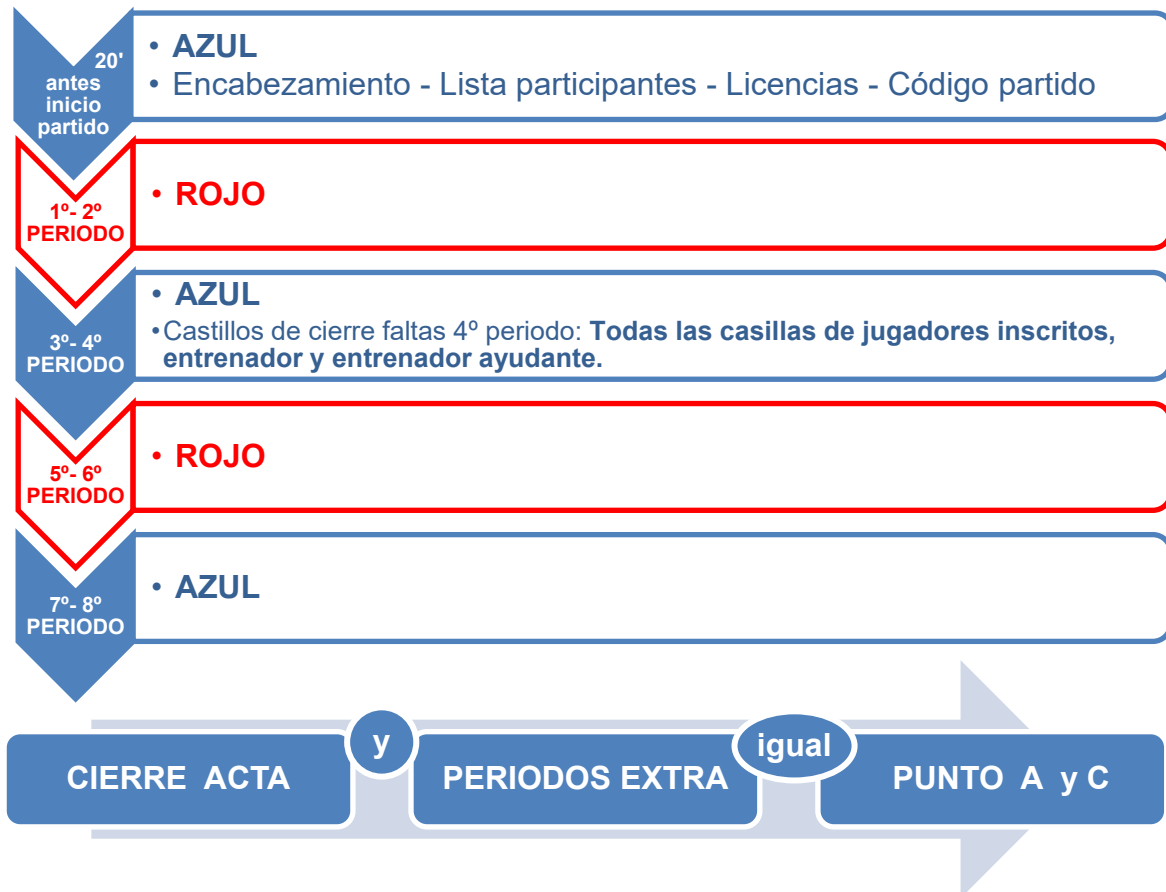 20'
antes
inicio
partido
• AZUL
• Encabezamiento - Lista participantes - Licencias - Código partido
1º- 2º
PERIODO
• ROJO
3º- 4º
PERIODO
• AZUL
•Castillos de cierre faltas 4º periodo: Todas las casillas de jugadores inscritos,
entrenador y entrenador ayudante.
5º- 6º
PERIODO
• ROJO
7º- 8º
PERIODO
• AZUL
CIERRE ACTA
y
PERIODOS EXTRA
igual
PUNTO A y C